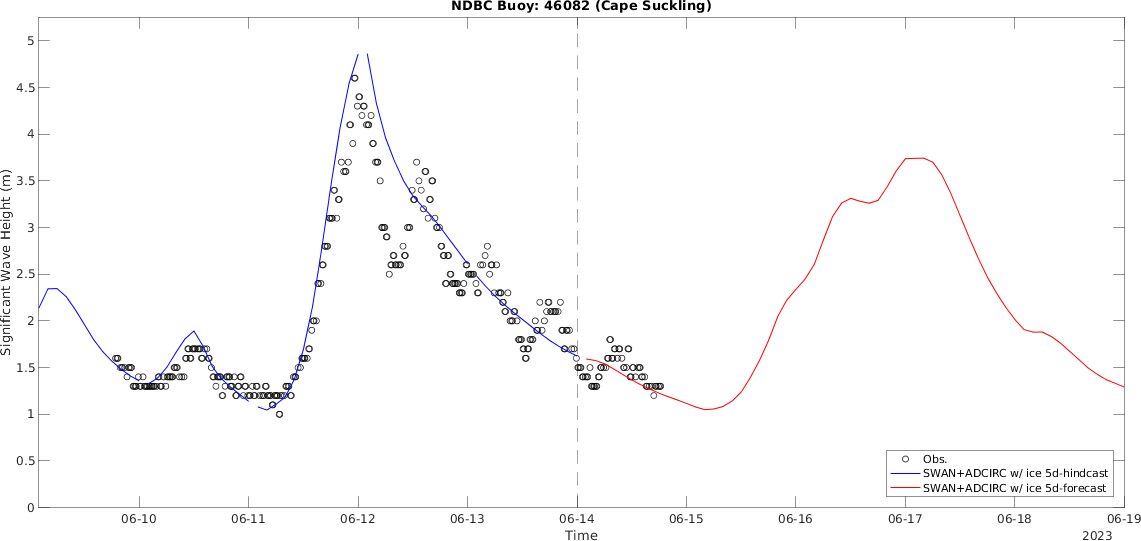 NDBC Buoy: 46082 (Cape Suckling)
5
4.5
4
3.5
3
2.5
2
1.5
1
0.5
0
Significant Wave Height (m)
Obs.
SWAN+ADCIRC w/ ice 5d-hindcast
SWAN+ADCIRC w/ ice 5d-forecast
06-10 06-11 06-12 06-13 06-14 06-15 06-16 06-17 06-18 06-19
Time
2023